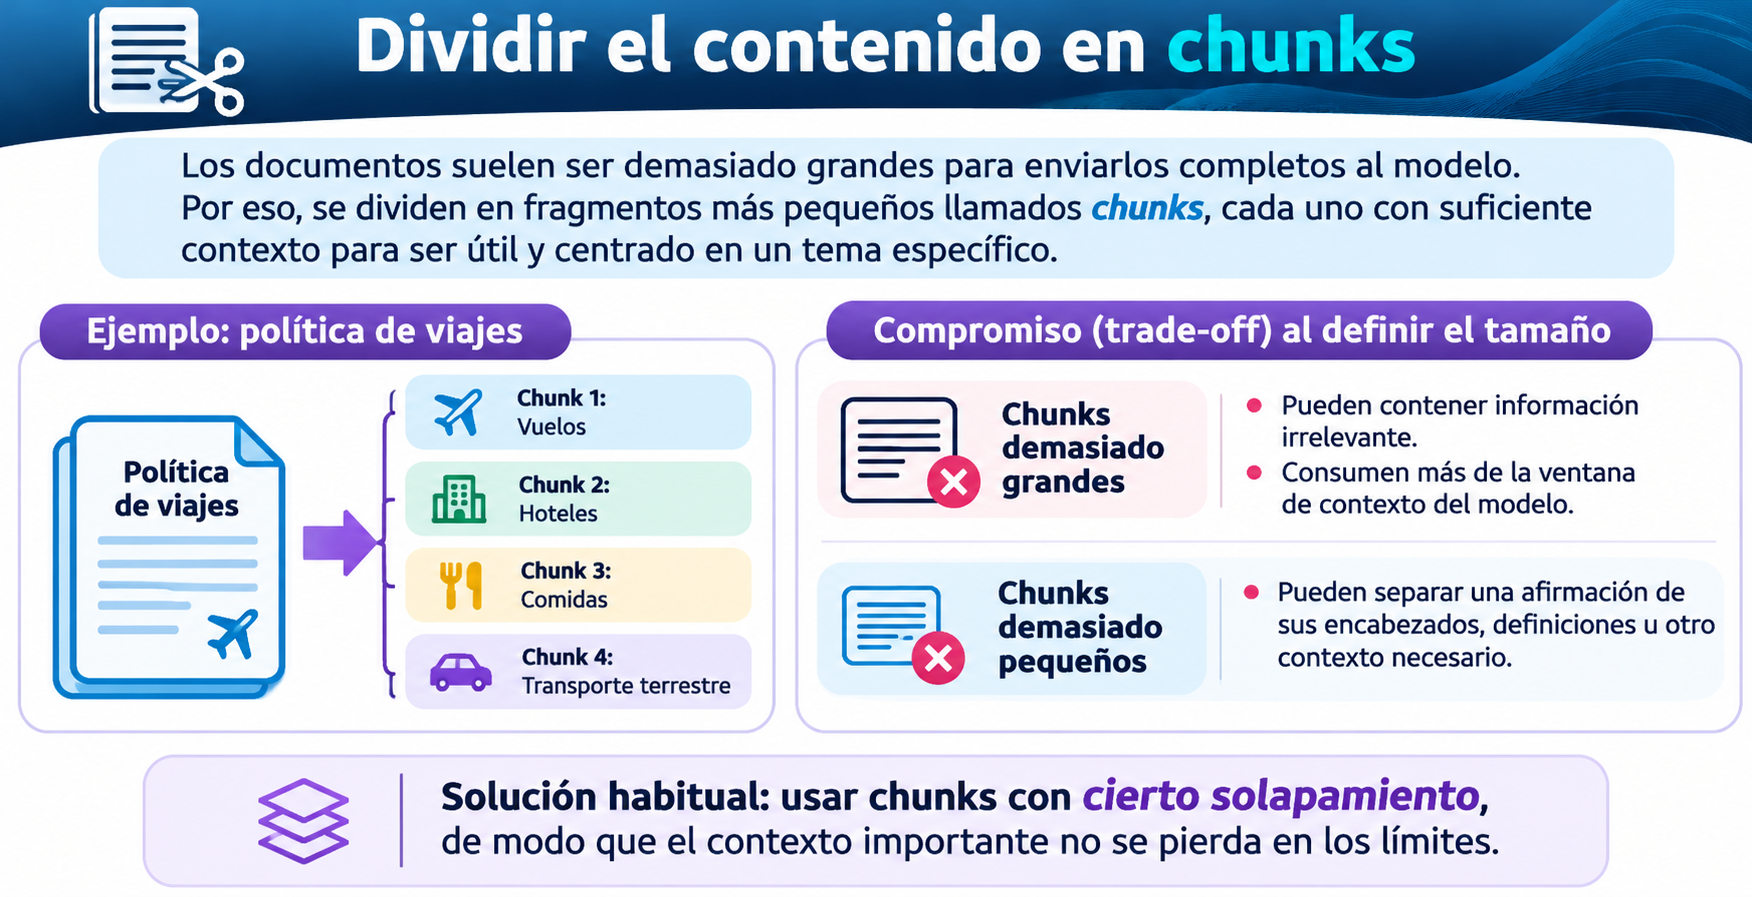 Dividir el contenido en chunks
Los documentos suelen ser demasiado grandes para enviarlos completos al modelo.
Por eso, se dividen en fragmentos más pequeños llamados chunks, cada uno con suficiente
contexto para ser útil y centrado en un tema específico.
Ejemplo: política de viajes
Política
de viajes
Chunk 1:
Vuelos
Chunk 2:
Hoteles
Chunk 3:
Comidas
Chunk 4:
Transporte terrestre
Compromiso (trade-off) al definir el tamaño
Chunks
demasiado
grandes
Pueden contener información
irrelevante.
Consumen más de la ventana
de contexto del modelo.
Chunks
demasiado
pequeños
Pueden separar una afirmación de
sus encabezados, definiciones u otro
contexto necesario.
Solución habitual: usar chunks con cierto solapamiento,
de modo que el contexto importante no se pierda en los límites.